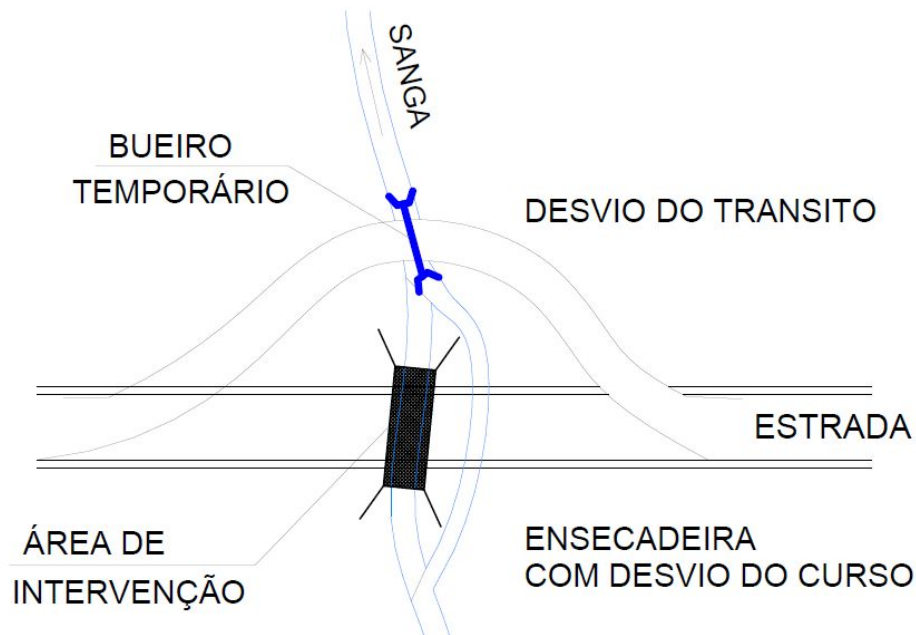 SANGA
BUEIRO
TEMPORÁRIO
DESVIO DO TRANSITO
ESTRADA
ÁREA DE
INTERVENÇÃO
ENSECADEIRA
COM DESVIO DO CURSO